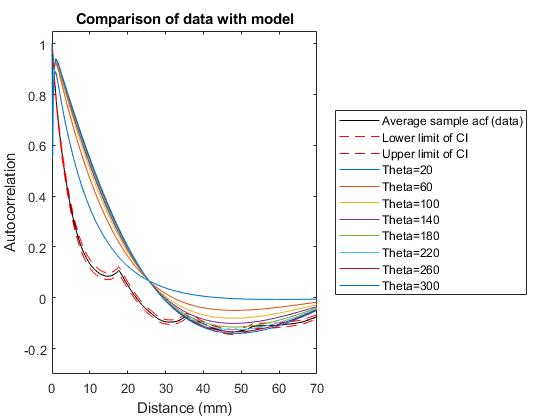 Comparison of data with model
1
0.8
0.6
0.4
0.2
0
-0.2
Autocorrelation
0 10 20 30 40 50 60 70
Distance (mm)
Average sample acf (data)
Lower limit of CI
Upper limit of CI
Theta=20
Theta=60
Theta=100
Theta=140
Theta=180
Theta=220
Theta=260
Theta=300